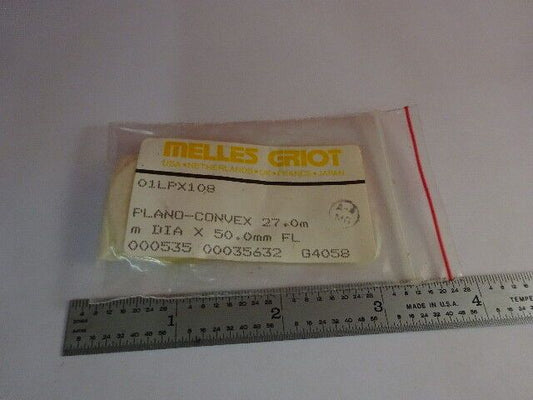 MELLES GRIOT
USA • NETHERLANDS • UK • FRANCE • JAPAN
01LPX108
PLANO-CONVEX 27.0m
m DIA X 50.0mm FL
000535 00035632 G4058
1 2 3 4
MADE IN U.S.A.
TEMPE